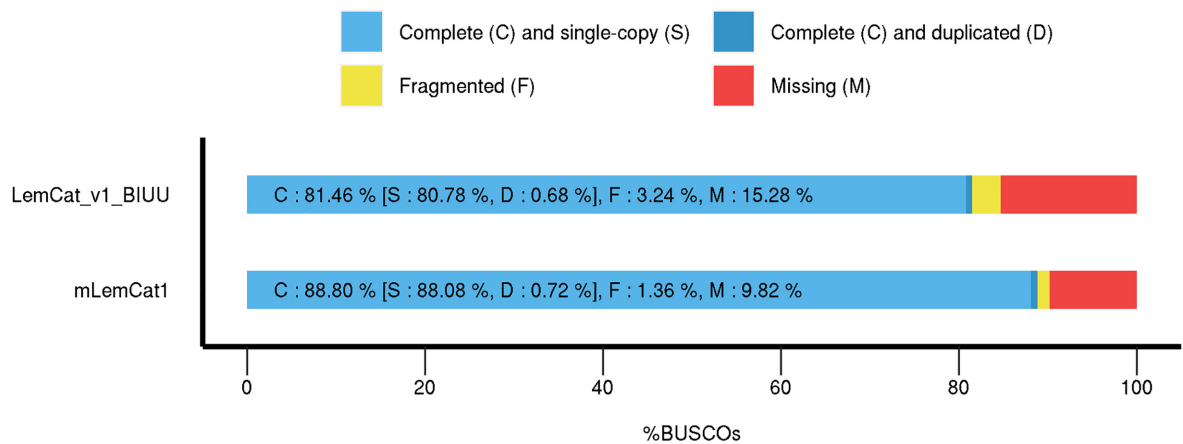 Complete (C) and single-copy (S) Complete (C) and duplicated (D)
Fragmented (F) Missing (M)
LemCat_v1_BIUU C : 81.46 % [S : 80.78 %, D : 0.68 %], F : 3.24 %, M : 15.28 %
mLemCat1 C : 88.80 % [S : 88.08 %, D : 0.72 %], F : 1.36 %, M : 9.82 %
0 20 40 60 80 100
%BUSCOs